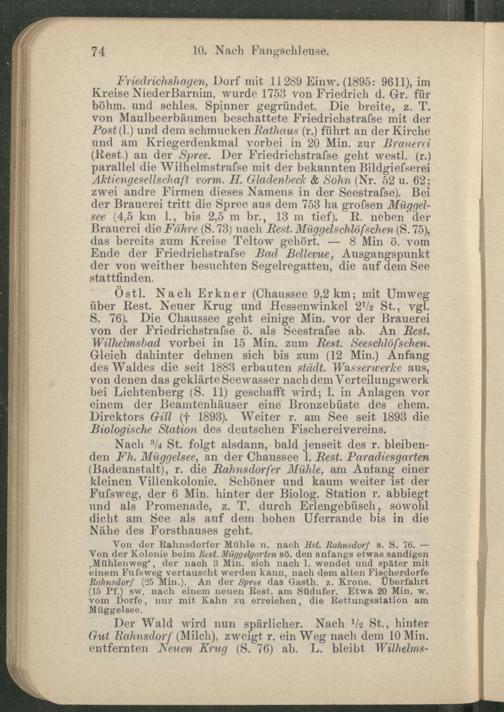 74 10. Nach Fangschleuse.
Friedrichshagen, Dorf mit 11 289 Einw. (1895: 9611), im
Kreise NiederBarnim, wurde 1753 von Friedrich d. Gr. für
böhm. und schles. Spinner gegründet. Die breite, z. T.
von Maulbeerbäumen beschattete Friedrichstraſse mit der
Post (l.) und dem schmucken Rathaus (r.) führt an der Kirche
und am Kriegerdenkmal vorbei in 20 Min. zur Brauerei
(Rest.) an der Spree. Der Friedrichstraſse geht westl. (r.)
parallel die Wilhelmstraſse mit der bekannten Bildgieſserei
Aktiengesellschaft vorm. H. Gladenbeck & Sohn (Nr. 52 u. 62;
zwei andre Firmen dieses Namens in der Seestraſse). Bei
der Brauerei tritt die Spree aus dem 753 ha groſsen Müggel-
see (4,5 km l., bis 2,5 m br., 13 m tief). R. neben der
Brauerei die Fähre (S. 73) nach Rest. Müggelschlöſschen (S. 75),
das bereits zum Kreise Teltow gehört. — 8 Min ö. vom
Ende der Friedrichstraſse Bad Bellevue, Ausgangspunkt
der von weither besuchten Segelregatten, die auf dem See
stattfinden.
Östl. Nach Erkner (Chaussee 9,2 km; mit Umweg
über Rest. Neuer Krug und Hessenwinkel 2¹/₂ St., vgl.
S. 76). Die Chaussee geht einige Min. vor der Brauerei
von der Friedrichstraſse ö. als Seestraſse ab. An Rest.
Wilhelmsbad vorbei in 15 Min. zum Rest. Seeschlöſschen.
Gleich dahinter dehnen sich bis zum (12 Min.) Anfang
des Waldes die seit 1883 erbauten städt. Wasserwerke aus,
von denen das geklärte Seewasser nach dem Verteilungswerk
bei Lichtenberg (S. 11) geschafft wird; l. in Anlagen vor
einem der Beamtenhäuser eine Bronzebüste des ehem.
Direktors Gill († 1893). Weiter r. am See seit 1893 die
Biologische Station des deutschen Fischereivereins.
Nach ³/₄ St. folgt alsdann, bald jenseit des r. bleiben-
den Fh. Müggelsee, an der Chaussee l. Rest. Paradiesgarten
(Badeanstalt), r. die Rahnsdorfer Mühle, am Anfang einer
kleinen Villenkolonie. Schöner und kaum weiter ist der
Fuſsweg, der 6 Min. hinter der Biolog. Station r. abbiegt
und als Promenade, z. T. durch Erlengebüsch, sowohl
dicht am See als auf dem hohen Uferrande bis in die
Nähe des Forsthauses geht.
Von der Rahnsdorfer Mühle n. nach Hst. Rahnsdorf s. S. 76. —
Von der Kolonie beim Rest. Müggelgarten sö. den anfangs etwas sandigen
‚Mühlenweg‘, der nach 3 Min. sich nach l. wendet und später mit
einem Fuſsweg vertauscht werden kann, nach dem alten Fischerdorfe
Rahnsdorf (25 Min.). An der Spree das Gasth. z. Krone. Überfahrt
(15 Pf.) sw. nach einem neuen Rest. am Südufer. Etwa 20 Min. w.
vom Dorfe, nur mit Kahn zu erreichen, die Rettungsstation am
Müggelsee.
Der Wald wird nun spärlicher. Nach ¹/₂ St., hinter
Gut Rahnsdorf (Milch), zweigt r. ein Weg nach dem 10 Min.
entfernten Neuen Krug (S. 76) ab. L. bleibt Wilhelms-